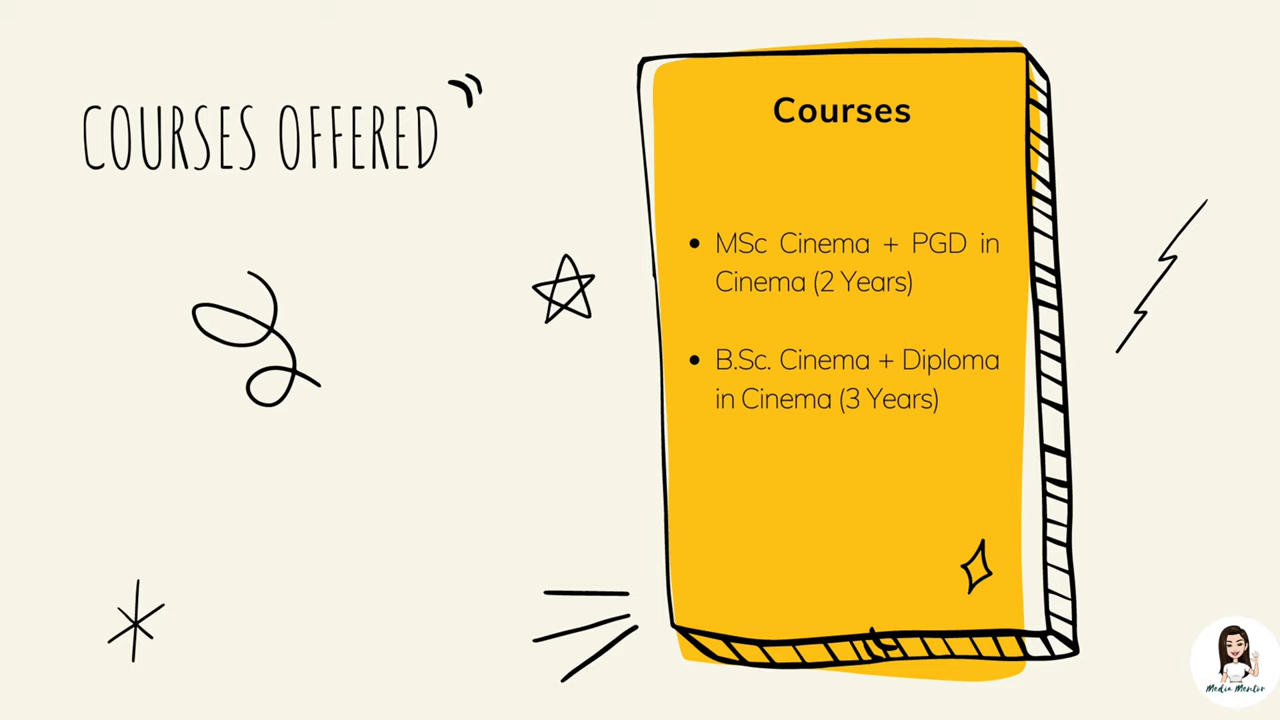 COURSES OFFERED
Courses
• MSc Cinema + PGD in
Cinema (2 Years)
• B.Sc. Cinema + Diploma
in Cinema (3 Years)
Media Mentor